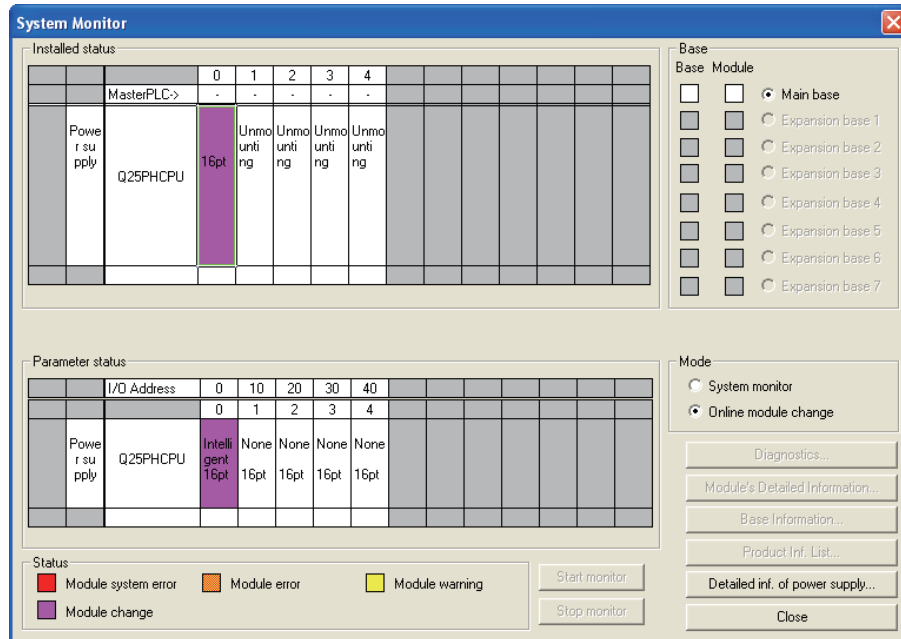 System Monitor
Installed status
0 1 2 3 4
MasterPLC-> - - - - -
Powe
r su
pply
Q25PHCPU
16pt
Unmo
unti
ng
Unmo
unti
ng
Unmo
unti
ng
Unmo
unti
ng
Base
Base Module
Main base
Expansion base 1
Expansion base 2
Expansion base 3
Expansion base 4
Expansion base 5
Expansion base 6
Expansion base 7
Parameter status
I/O Address 0 10 20 30 40
0 1 2 3 4
Powe
r su
pply
Q25PHCPU
Intelli
gent
16pt
None
16pt
None
16pt
None
16pt
None
16pt
Mode
System monitor
Online module change
Diagnostics...
Module's Detailed Information...
Base Information...
Product Inf. List...
Detailed inf. of power supply...
Close
Status
Module system error
Module error
Module warning
Module change
Start monitor
Stop monitor